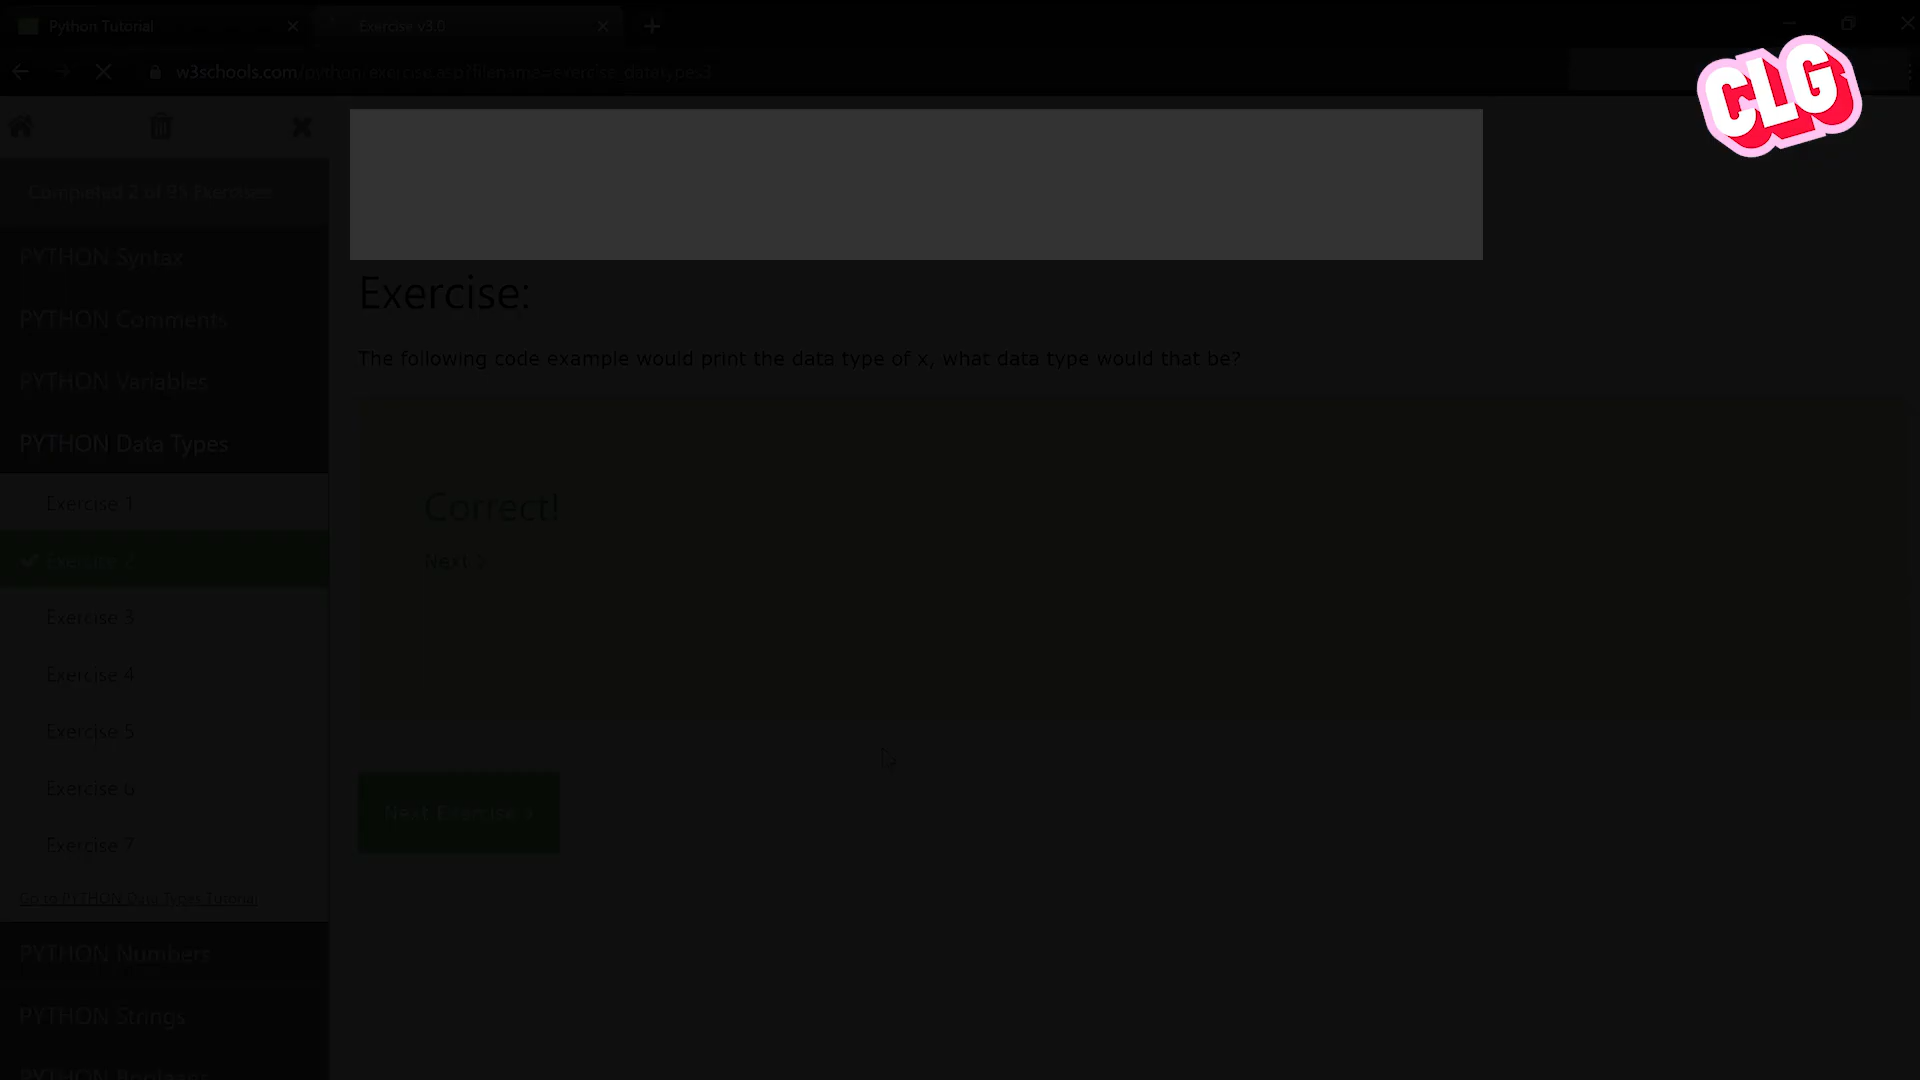 Python Tutorial
Exercise v3.0
w3schools.com/python/exercise.asp?filename=exercise_datatypes3
CLG
Completed 2 of 91 Exercises
PYTHON Syntax
Exercise:
PYTHON Comments
The following code example would print the data type of x, what data type would that be?
PYTHON Variables
PYTHON Data Types
Exercise 1
Correct!
Exercise 2
Next >
Exercise 3
Exercise 4
Exercise 5
Exercise 6
Next Exercise >
Exercise 7
Go to PYTHON Data Types Tutorial
PYTHON Numbers
PYTHON Strings
PYTHON Booleans